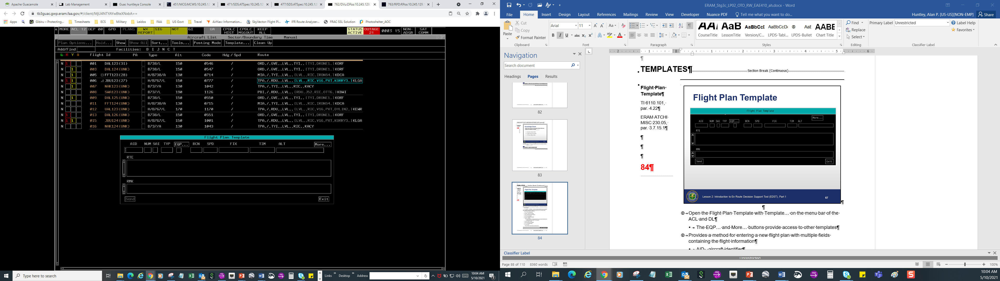 Apache Guacamole
Lab Management
Guac huntleya Console
451/MCG:MCWS:10.245.12
471/SDS:ATSpec:10.245.12
477/SDS:ATSpec:10.245.12
762/DVu:DPos:10.245.129.
763/RPD:RPos:10.245.129.
tb3guac.gwp.eram.faa.gov/#/client/MjU4NTYAYwBteXNxbA==
Apps
Gibiru – Protecting...
Timesheets
ECS
Military
Leidos
FAA
US Govt
Travel
AirNav: Information...
SkyVector: Flight Pl...
IFR Route Analyzer...
FRAC SSL Solution
Photoshelter_AOC
MORE ACL 12 DEP 00 GPD PLANS WX REPORT SIG NOT GI UA CPDLC HIST CPDLC MSGOUT KEEP ALL STATUS ACTIVE OUTAGE 21 0003 15 NON-ADSB SAT COMM
Aircraft List Sector/Boundary Time Manual
Plan Options... Hold... Show Show All Sort... Tools... Posting Mode Template... Clean Up
Add/Find Facilities: B I J N C T
R Y A Flight Id PA Type Alt Code Hdg / Spd Route
N 1 001 DAL123(31) B738/L 150 0546 / ORD./.GVE..LVL..TYI..[TYI.DRONE1.]KORF
N 1 003 DAL124(UNK) B738/L 150 0547 / ORD./.GVE..LVL..TYI..[TYI.DRONE1.]KORF
N 1 005 FFT123(28) H/B738/A 130 0714 / MIA./.TYI..LVL..[LVL..RIC.IRONS4.]KDCA
N 1 1 006 JBU123(27) H/B767/L 150 0777 / TPA./.RDU..LVL..[LVL..RIC.V16.PXT.KORRY3.]KLGA
N 1 007 NHK123(UNK) B737/A 130 1042 / TPA./.TYI..LVL..RIC..KACY
N 008 SWA123(UNK) B737/L 190 1126 / PBI./.RDU..LVL..[RDU.J52.RIC.OTT6.]KBWI
N 1 009 DAL125(UNK) B738/L 150 0550 / ORD./.GVE..LVL..TYI..[TYI.DRONE1.]KORF
N 011 FFT124(UNK) H/B738/A 130 0715 / MIA./.TYI..LVL..[LVL..RIC.IRONS4.]KDCA
N 012 UAL123(UNK) H/B767/L 170 1170 / TPA./.RDU..LVL..[LVL..RIC.V16.PXT.DYLIN2.]KEWR
N 1 013 DAL126(UNK) B738/L 150 0551 / ORD./.GVE..LVL..TYI..[TYI.DRONE1.]KORF
N 1 1 015 JBU124(UNK) H/B767/L 150 1001 / TPA./.RDU..LVL..[LVL..RIC.V16.PXT.KORRY3.]KLGA
N 016 NHK124(UNK) B737/A 130 1043 / TPA./.TYI..LVL..RIC..KACY
Flight Plan Template
AID NUM SAI TYP EQP... BCN SPD FIX TIM ALT More...
RTE
RMK
Send Exit
Type here to search
Links Desktop Address
10:04 AM
5/10/2021
ERAM_Stg3c_LP02_OTO_RW_EAE410_ah.docx - Word
Huntley, Alan P. [US-US][NON-EMP]
Share
File Home Insert Design Layout References Mailings Review View Developer Nuance PDF Tell me what you want to do...
Paste
Cut
Copy
Format Painter
Clipboard
Arial 11
Font
Paragraph
AaBbCcDc
CourseTitle LessonTitle Version/C... LPDS-Tabl... LPDS-Bullet Chart Title
Styles
Find
Replace
Select
Editing
Primary Label Unrestricted
Label Help
Favorites
Classifier Label
Navigation
Search document
Headings Pages Results
82
Knowledge Check
83
84
TEMPLATES¶ Section Break (Continuous)
Flight·Plan·
Template¶
TI·6110.101,·
par.·4.22¶
ERAM·ATCHI·
MISC·230.05,·
par.·3.7.15.1¶
¶
¶
¶
84¶
Flight Plan Template
Flight Plan Template
More...
AID NUM SAI TYP EQP... BCN SPD FIX TIM ALT
RTE
RMK
Send Exit
Lesson 2: Introduction to En Route Decision Support Tool (EDST), Part 1
67
¶
¶
Open·the·Flight·Plan·Template·with·Template…·on·the·menu·bar·of·the·
ACL·and·DL¶
The·EQP…·and·More…·buttons·provide·access·to·other·templates¶
Provides·a·method·for·entering·a·new·flight·plan·with·multiple·fields·
containing·the·flight·information¶
AID·-aircraft·identifier¶
Classifier Label
Unrestricted
Page 88 of 110 8360 words
100%
10:04 AM
5/10/2021